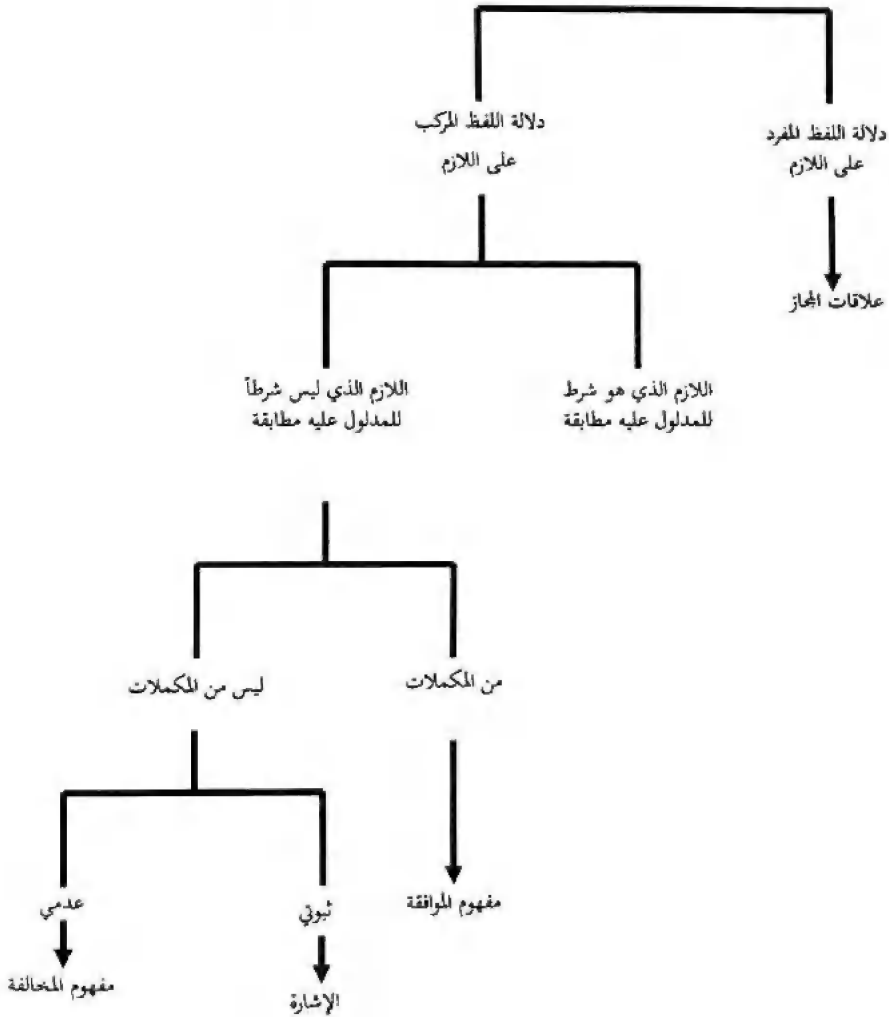 دلالة اللفظ المفرد
على اللازم
دلالة اللفظ المركب
على اللازم
علاقات المجاز
اللازم الذي هو شرط
للمدلول عليه مطابقة
اللازم الذي ليس شرطاً
للمدلول عليه مطابقة
من المكملات
ليس من المكملات
مفهوم الموافقة
ثبوتي
عدمي
الإشارة
مفهوم المخالفة